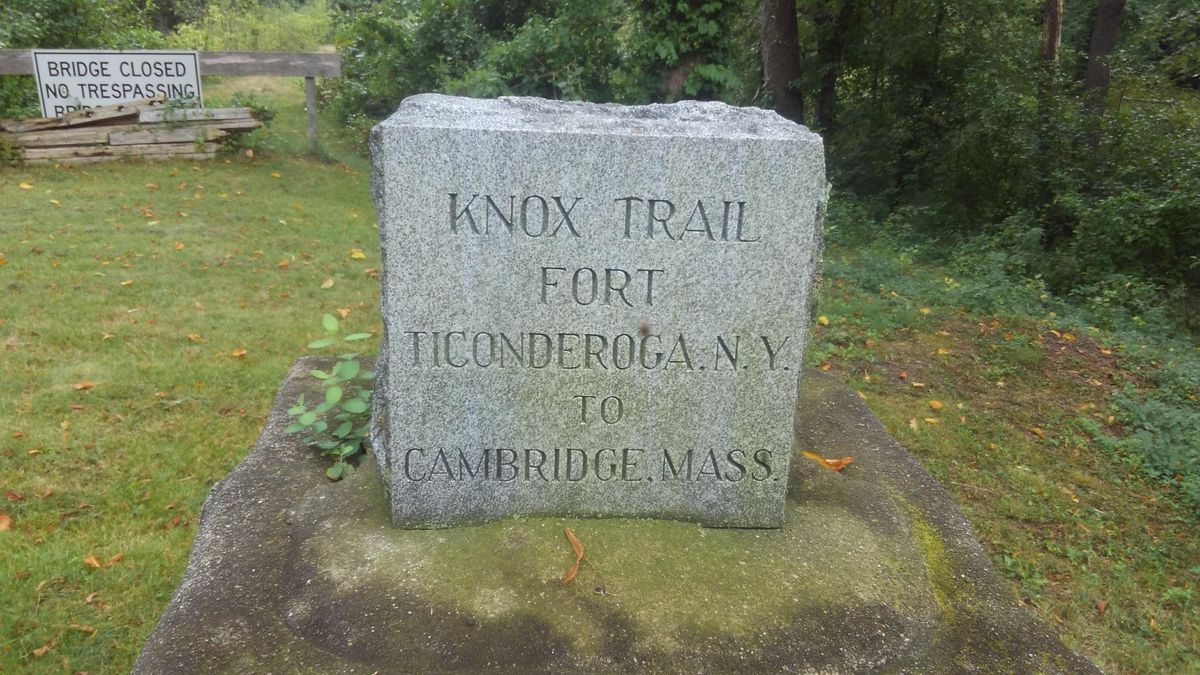 BRIDGE CLOSED
NO TRESPASSING
KNOX TRAIL
FORT
TICONDEROGA, N.Y.
TO
CAMBRIDGE, MASS.